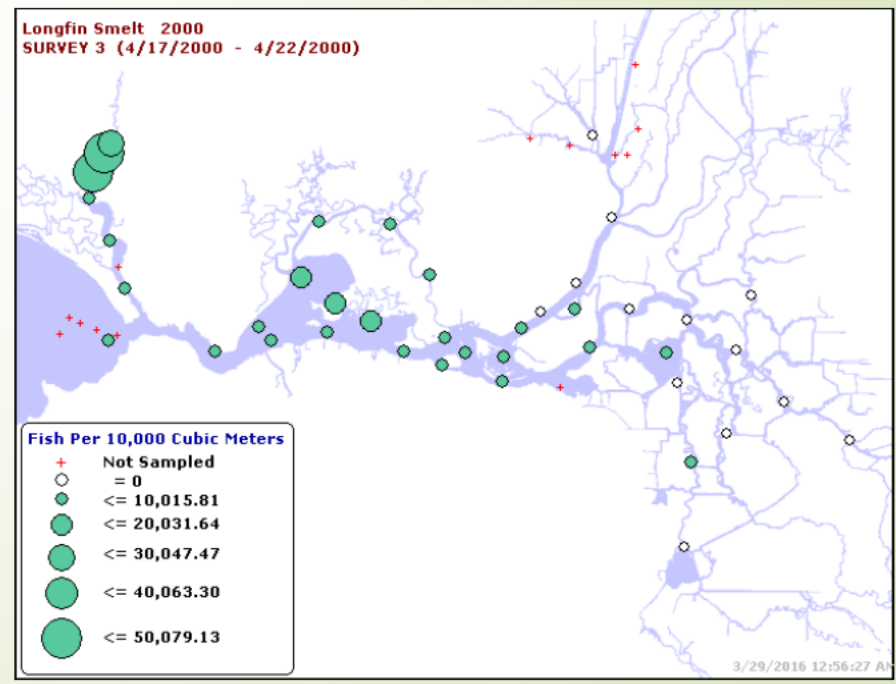 Longfin Smelt 2000
SURVEY 3 (4/17/2000 - 4/22/2000)
Fish Per 10,000 Cubic Meters
Not Sampled
= 0
<= 10,015.81
<= 20,031.64
<= 30,047.47
<= 40,063.30
<= 50,079.13
3/29/2016 12:56:27 AM